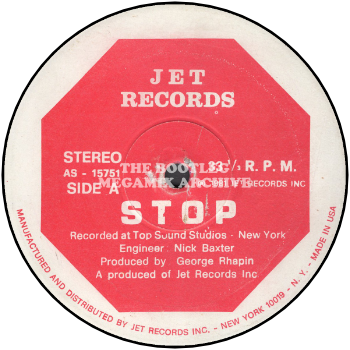 JET
RECORDS
STEREO
AS - 15751
SIDE A
33 1/3 R. P. M.
RECORDS INC
THE BOOTLEG
MEGAMIX ARCHIVE
STOP
Recorded at Top Sound Studios - New York
Engineer Nick Baxter
Produced by George Rhapin
A produced of Jet Records Inc
MANUFACTURED AND DISTRIBUTED BY JET RECORDS INC. - NEW YORK 10019 - N. Y. - MADE IN USA